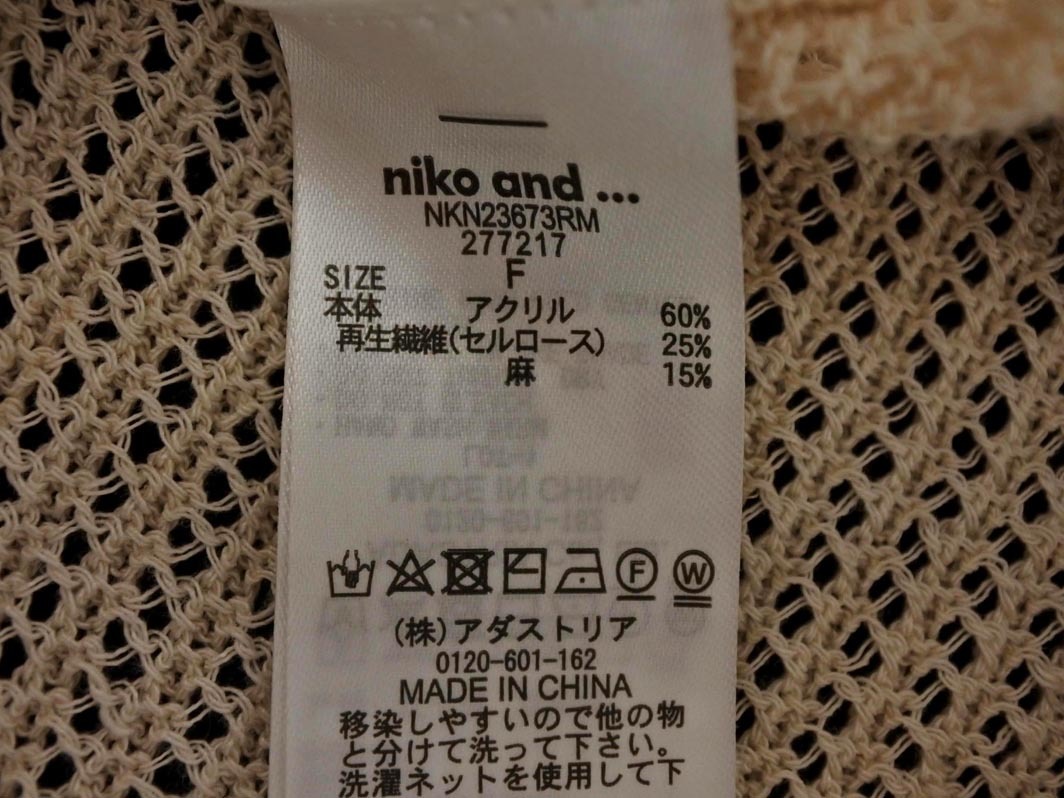 niko and ...
NKN23673RM
277217
SIZE F
本体 アクリル 60%
再生繊維(セルロース) 25%
麻 15%
F W
(株)アダストリア
0120-601-162
MADE IN CHINA
移染しやすいので他の物
と分けて洗って下さい。
洗濯ネットを使用して下